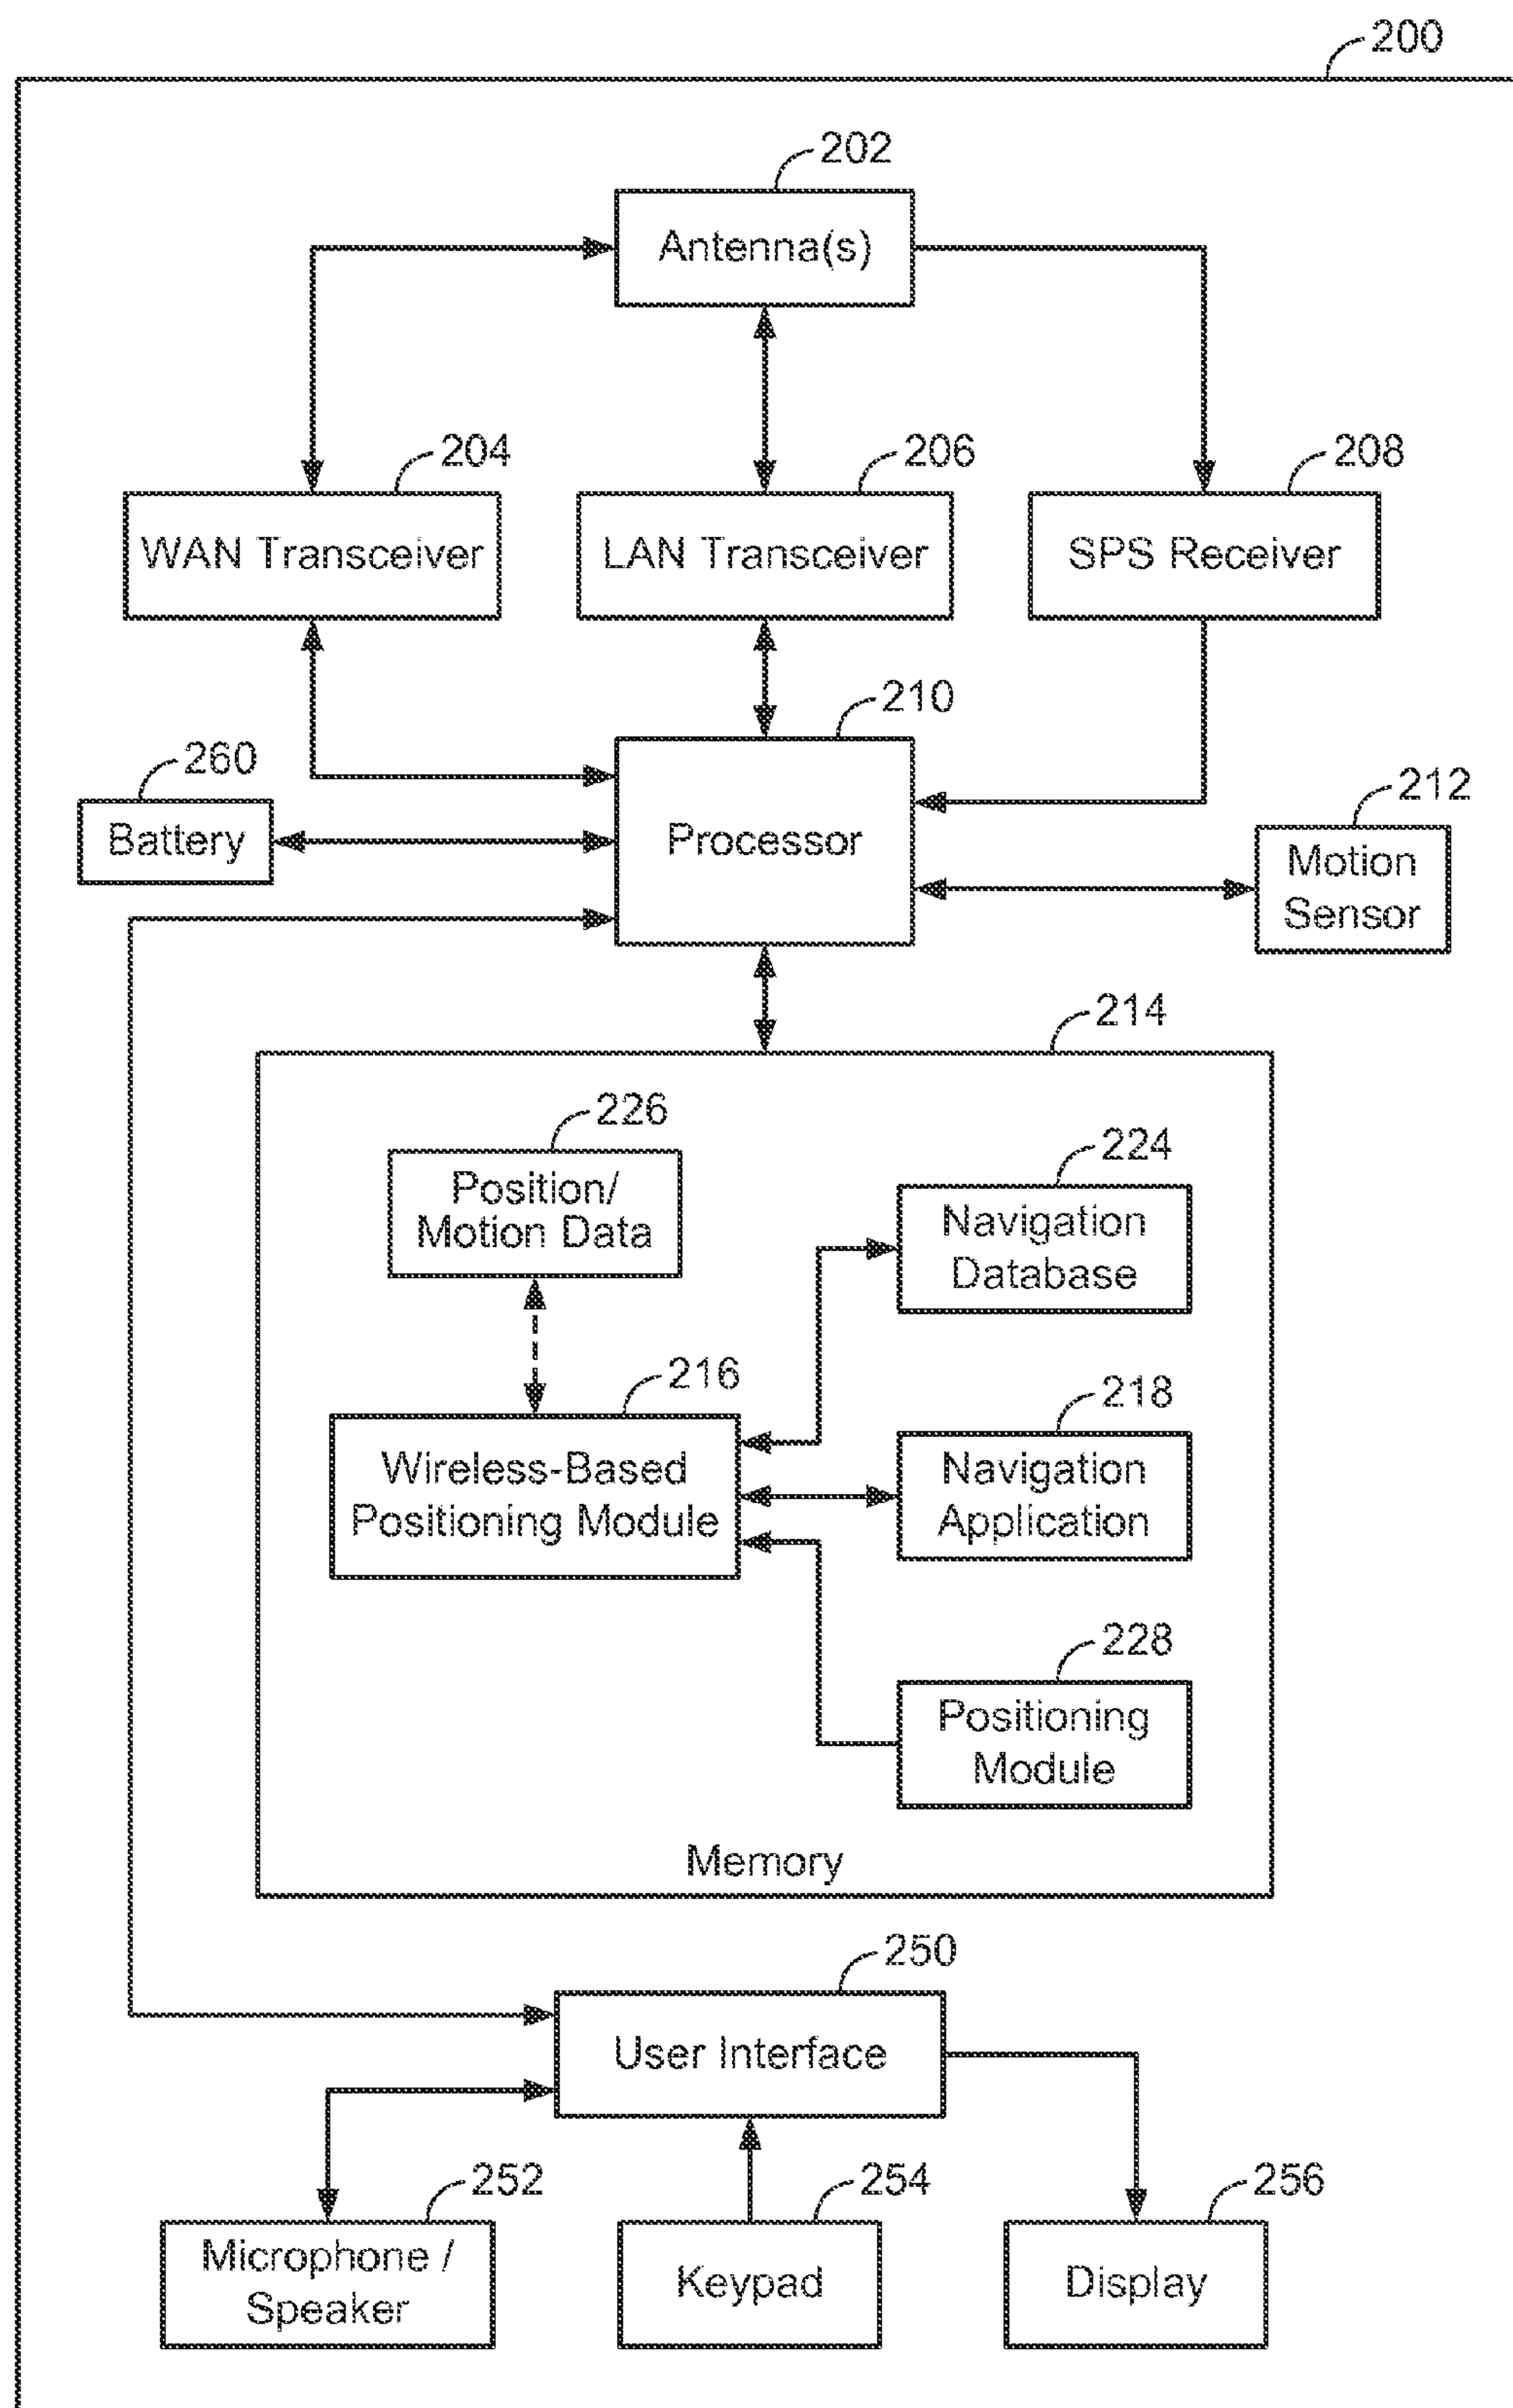 200
202
Antenna(s)
204
206
208
WAN Transceiver
LAN Transceiver
SPS Receiver
210
260
212
Battery
Processor
Motion
Sensor
214
226
224
Position/
Motion Data
Navigation
Database
216
218
Wireless-Based
Positioning Module
Navigation
Application
228
Positioning
Module
Memory
250
User Interface
252
254
256
Microphone /
Speaker
Keypad
Display